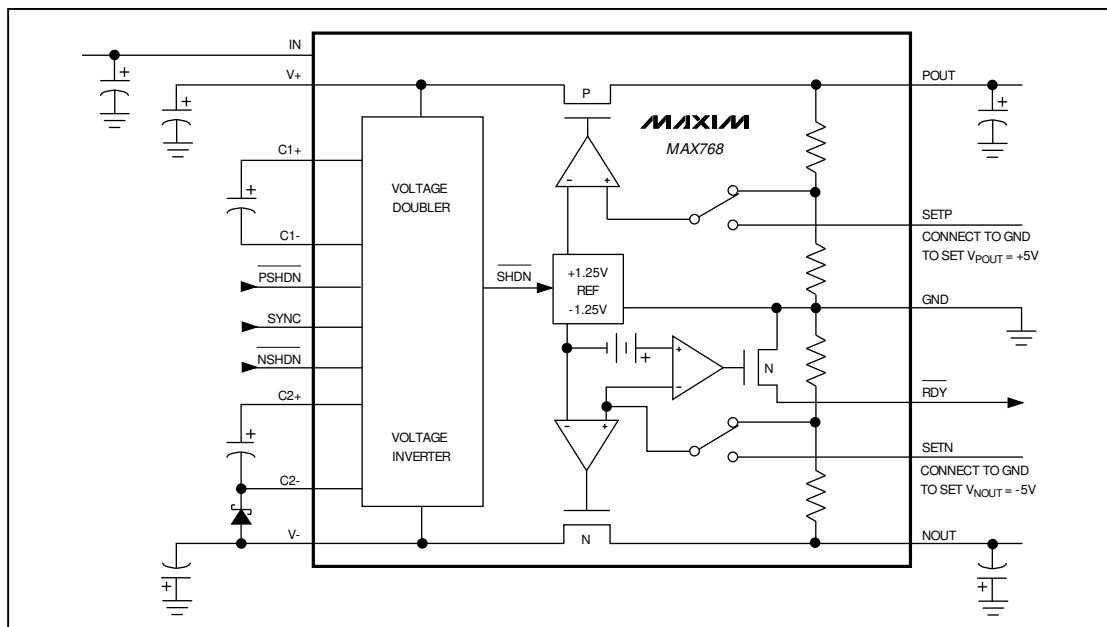 IN
V+
POUT
P
MAXIM
MAX768
C1+
VOLTAGE
DOUBLER
- +
SETP
C1-
CONNECT TO GND
TO SET VPOUT = +5V
PSHDN
SHDN
+1.25V
REF
-1.25V
GND
SYNC
NSHDN
+
+
-
N
RDY
C2+
- +
SETN
VOLTAGE
INVERTER
C2-
CONNECT TO GND
TO SET VNOUT = -5V
V-
N
NOUT
+
+
+
+
+
+